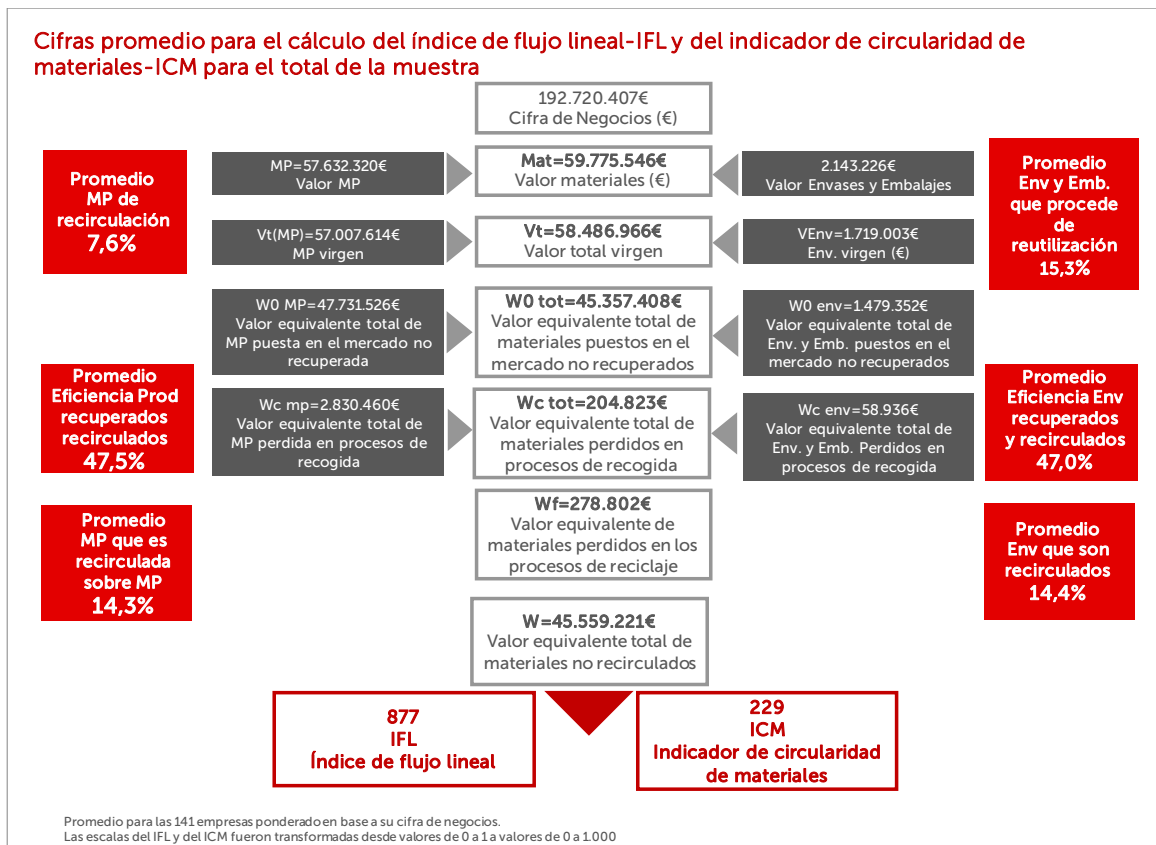 Cifras promedio para el cálculo del índice de flujo lineal-IFL y del indicador de circularidad de
materiales-ICM para el total de la muestra
192.720.407€
Cifra de Negocios (€)
Promedio
MP de
recirculación
7,6%
MP=57.632.320€
Valor MP
Mat=59.775.546€
Valor materiales (€)
2.143.226€
Valor Envases y Embalajes
Promedio
Env y Emb.
que procede
de
reutilización
15,3%
Vt(MP)=57.007.614€
MP virgen
Vt=58.486.966€
Valor total virgen
VEnv=1.719.003€
Env. virgen (€)
W0 MP=47.731.526€
Valor equivalente total de
MP puesta en el mercado no
recuperada
W0 tot=45.357.408€
Valor equivalente total de
materiales puestos en el
mercado no recuperados
W0 env=1.479.352€
Valor equivalente total de
Env. y Emb. puestos en el
mercado no recuperados
Promedio
Eficiencia Prod
recuperados
recirculados
47,5%
Wc mp=2.830.460€
Valor equivalente total de
MP perdida en procesos de
recogida
Wc tot=204.823€
Valor equivalente total de
materiales perdidos en
procesos de recogida
Wc env=58.936€
Valor equivalente total de
Env. y Emb. Perdidos en
procesos de recogida
Promedio
Eficiencia Env
recuperados
y recirculados
47,0%
Promedio
MP que es
recirculada
sobre MP
14,3%
Wf=278.802€
Valor equivalente de
materiales perdidos en los
procesos de reciclaje
Promedio
Env que son
recirculados
14,4%
W=45.559.221€
Valor equivalente total de
materiales no recirculados
877
IFL
Índice de flujo lineal
229
ICM
Indicador de circularidad
de materiales
Promedio para las 141 empresas ponderado en base a su cifra de negocios.
Las escalas del IFL y del ICM fueron transformadas desde valores de 0 a 1 a valores de 0 a 1.000